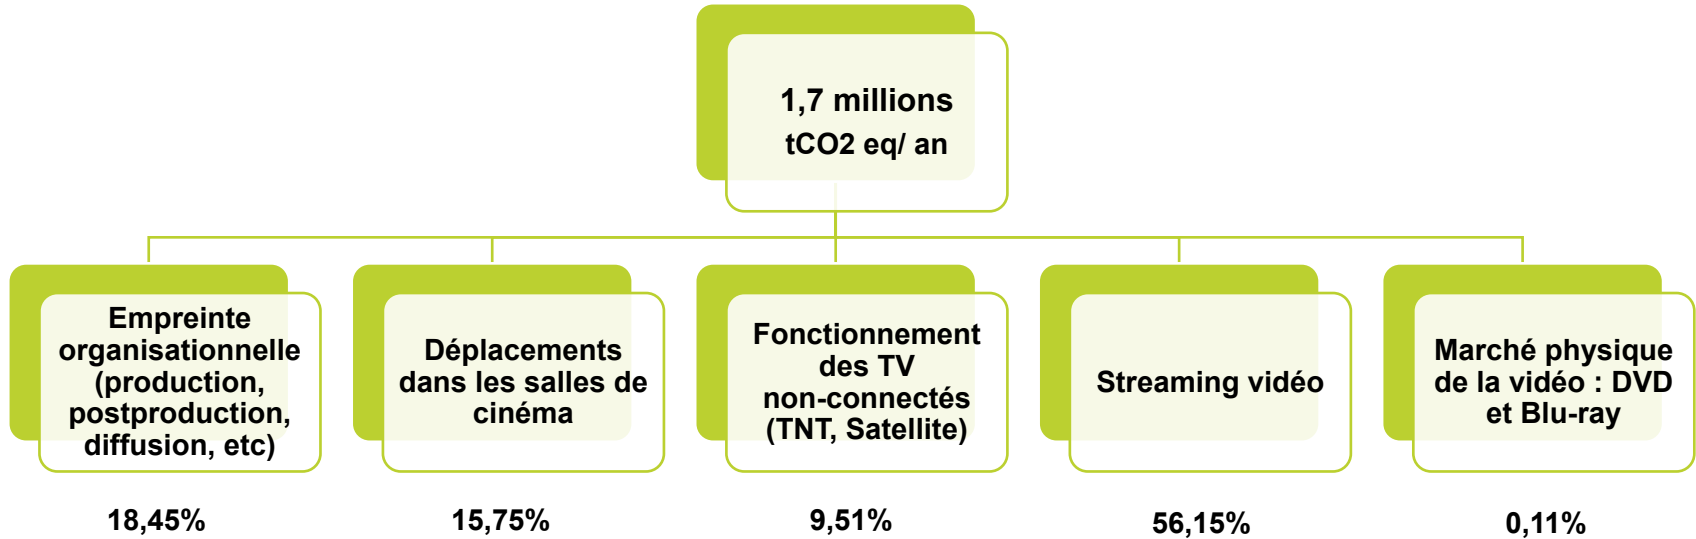 1,7 millions
tCO2 eq/ an
Empreinte
organisationnelle
(production,
postproduction,
diffusion, etc)
Déplacements
dans les salles de
cinéma
Fonctionnement
des TV
non-connectés
(TNT, Satellite)
Streaming vidéo
Marché physique
de la vidéo : DVD
et Blu-ray
18,45%
15,75%
9,51%
56,15%
0,11%